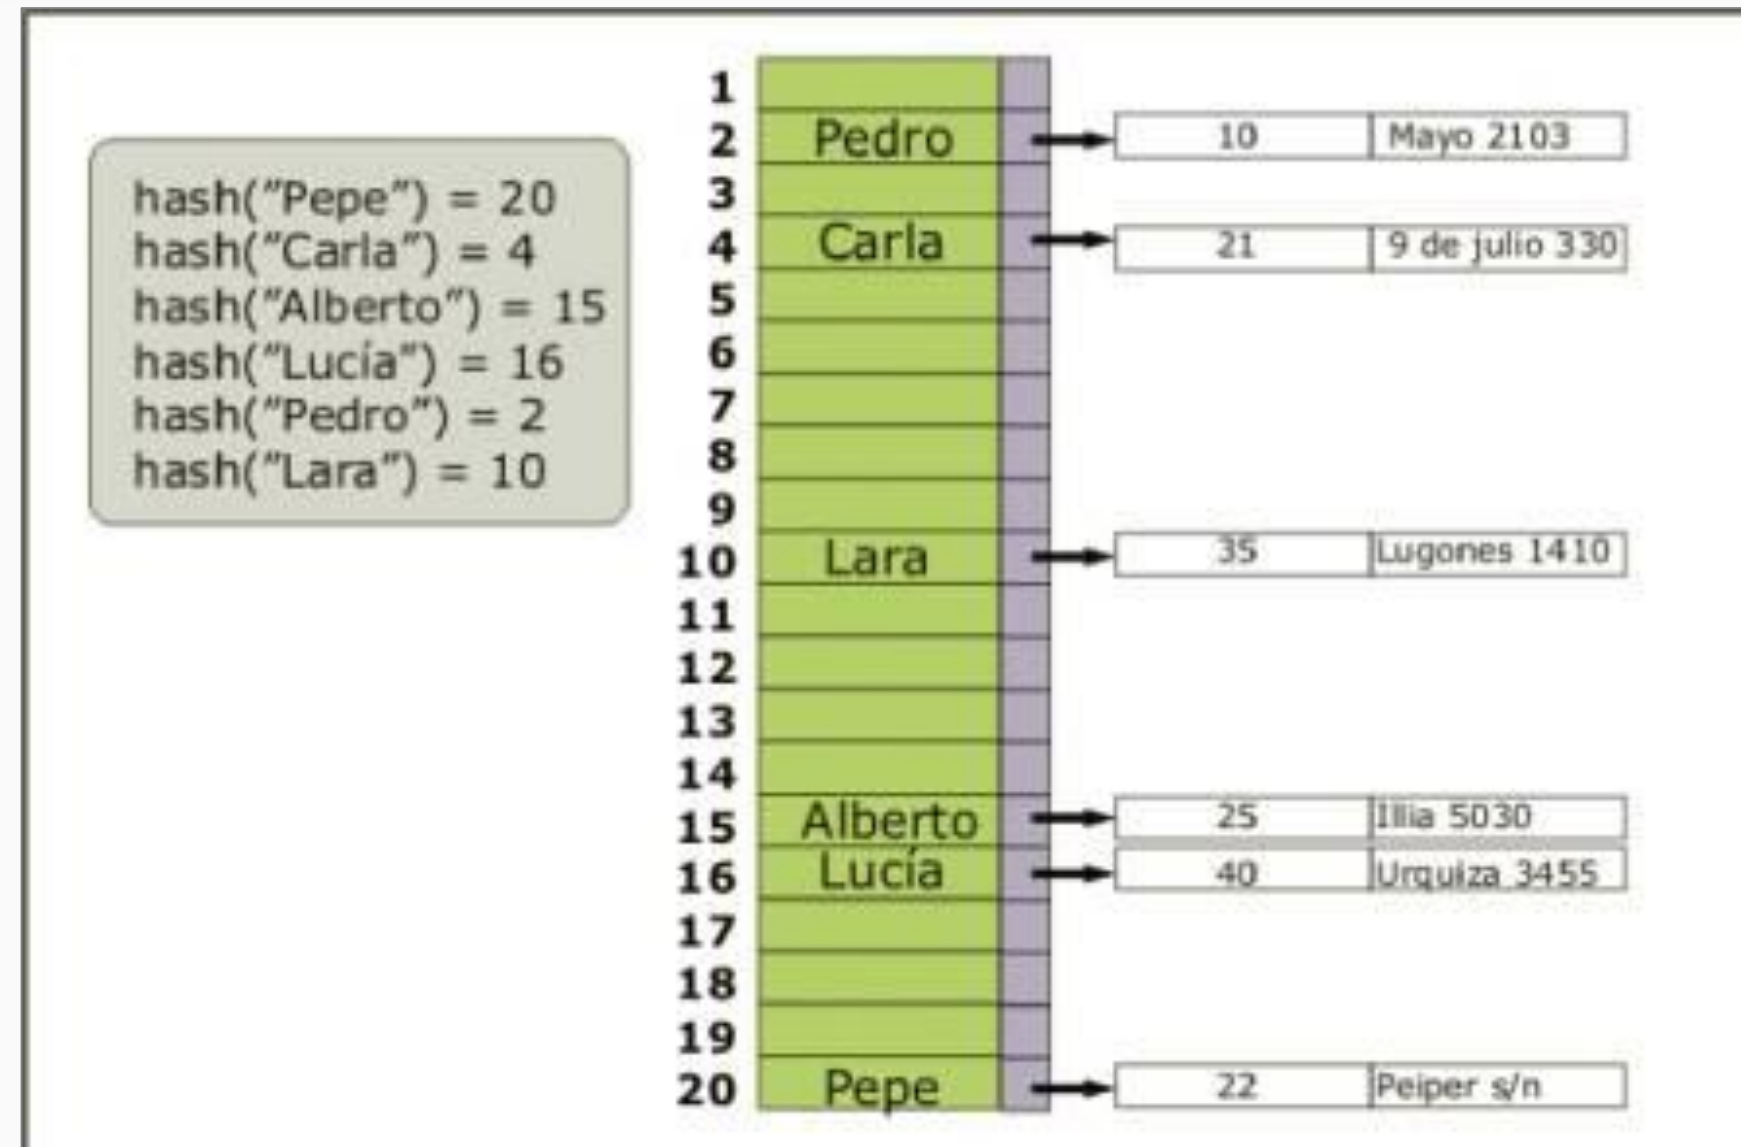 hash("Pepe") = 20
hash("Carla") = 4
hash("Alberto") = 15
hash("Lucía") = 16
hash("Pedro") = 2
hash("Lara") = 10
1
2 Pedro 10 Mayo 2103
3
4 Carla 21 9 de julio 330
5
6
7
8
9
10 Lara 35 Lugones 1410
11
12
13
14
15 Alberto 25 Illia 5030
16 Lucía 40 Urquiza 3455
17
18
19
20 Pepe 22 Peiper s/n